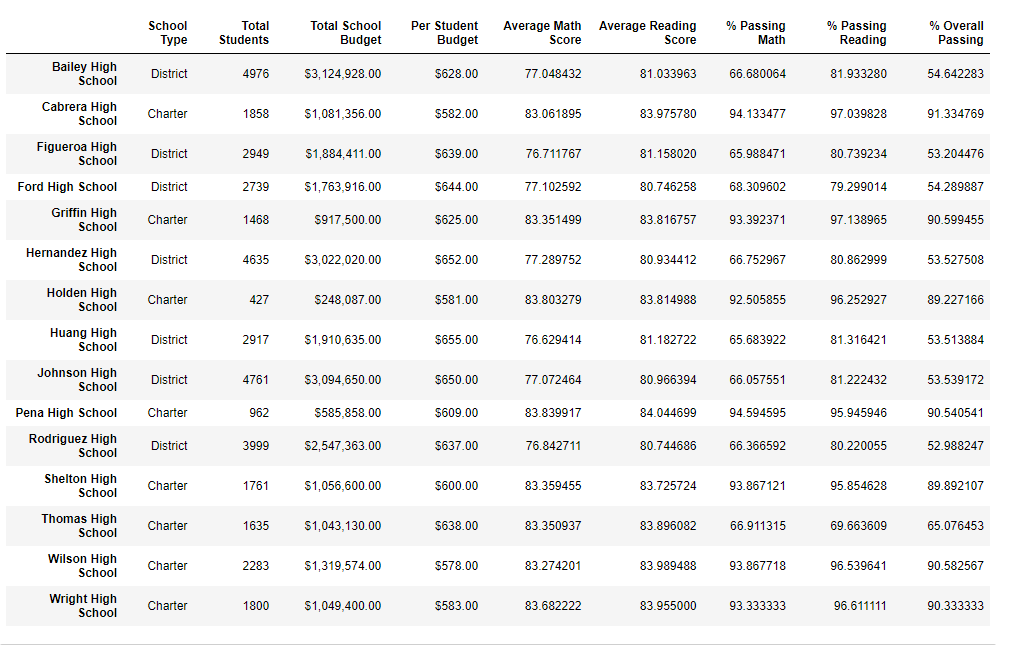 School Type Total Students Total School Budget Per Student Budget Average Math Score Average Reading Score % Passing Math % Passing Reading % Overall Passing
Bailey High School District 4976 $3,124,928.00 $628.00 77.048432 81.033963 66.680064 81.933280 54.642283
Cabrera High School Charter 1858 $1,081,356.00 $582.00 83.061895 83.975780 94.133477 97.039828 91.334769
Figueroa High School District 2949 $1,884,411.00 $639.00 76.711767 81.158020 65.988471 80.739234 53.204476
Ford High School District 2739 $1,763,916.00 $644.00 77.102592 80.746258 68.309602 79.299014 54.289887
Griffin High School Charter 1468 $917,500.00 $625.00 83.351499 83.816757 93.392371 97.138965 90.599455
Hernandez High School District 4635 $3,022,020.00 $652.00 77.289752 80.934412 66.752967 80.862999 53.527508
Holden High School Charter 427 $248,087.00 $581.00 83.803279 83.814988 92.505855 96.252927 89.227166
Huang High School District 2917 $1,910,635.00 $655.00 76.629414 81.182722 65.683922 81.316421 53.513884
Johnson High School District 4761 $3,094,650.00 $650.00 77.072464 80.966394 66.057551 81.222432 53.539172
Pena High School Charter 962 $585,858.00 $609.00 83.839917 84.044699 94.594595 95.945946 90.540541
Rodriguez High School District 3999 $2,547,363.00 $637.00 76.842711 80.744686 66.366592 80.220055 52.988247
Shelton High School Charter 1761 $1,056,600.00 $600.00 83.359455 83.725724 93.867121 95.854628 89.892107
Thomas High School Charter 1635 $1,043,130.00 $638.00 83.350937 83.896082 66.911315 69.663609 65.076453
Wilson High School Charter 2283 $1,319,574.00 $578.00 83.274201 83.989488 93.867718 96.539641 90.582567
Wright High School Charter 1800 $1,049,400.00 $583.00 83.682222 83.955000 93.333333 96.611111 90.333333